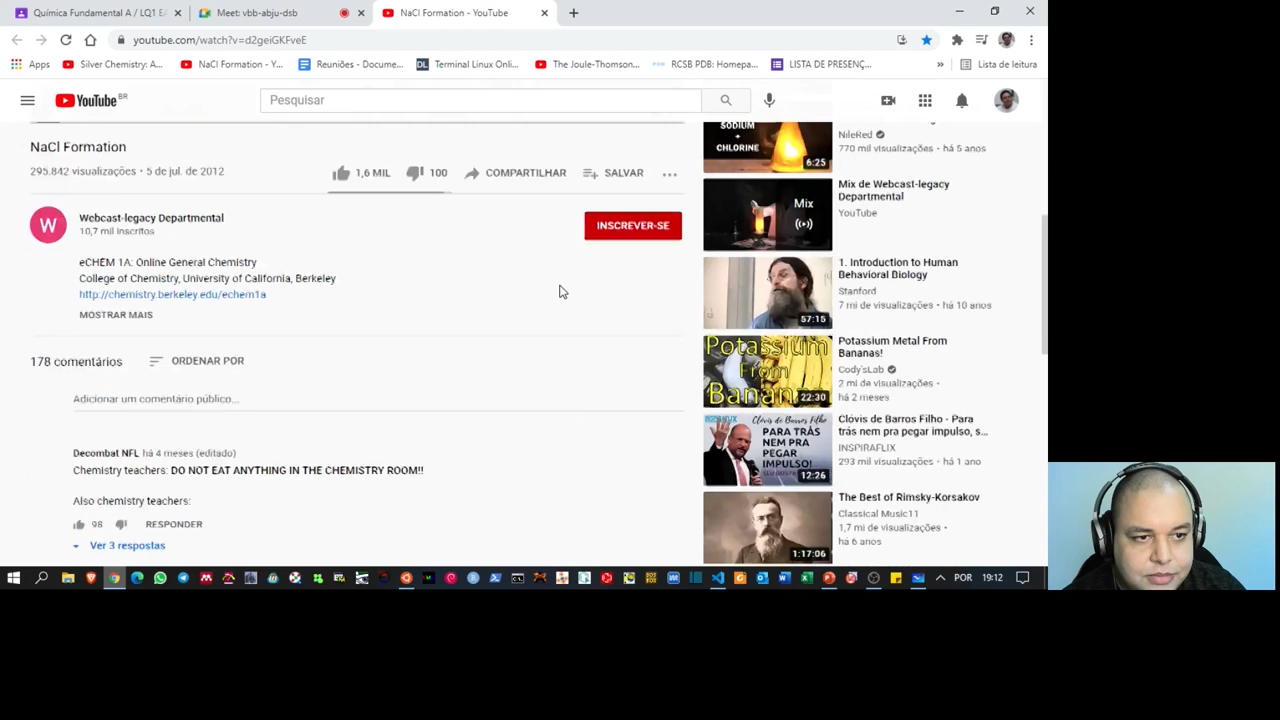 Química Fundamental A / LQ1 EA
Meet: vbb-abju-dsb
NaCl Formation - YouTube
youtube.com/watch?v=d2geiGKFveE
Apps
Silver Chemistry: A...
NaCl Formation - Y...
Reuniões - Docume...
DL
Terminal Linux Onli...
The Joule-Thomson...
RCSB PDB: Homepa...
LISTA DE PRESENÇ...
»
Lista de leitura
YouTube BR
Pesquisar
NaCl Formation
295.842 visualizações • 5 de jul. de 2012
1,6 MIL
100
COMPARTILHAR
SALVAR
W
Webcast-legacy Departmental
10,7 mil inscritos
INSCREVER-SE
eCHEM 1A: Online General Chemistry
College of Chemistry, University of California, Berkeley
http://chemistry.berkeley.edu/echem1a
MOSTRAR MAIS
178 comentários
ORDENAR POR
Adicionar um comentário público...
Decombat NFL há 4 meses (editado)
Chemistry teachers: DO NOT EAT ANYTHING IN THE CHEMISTRY ROOM!!
Also chemistry teachers:
98
RESPONDER
Ver 3 respostas
SODIUM
+
CHLORINE
6:25
NileRed
770 mil visualizações • há 5 anos
Mix
Mix de Webcast-legacy
Departmental
YouTube
57:15
1. Introduction to Human
Behavioral Biology
Stanford
7 mi de visualizações • há 10 anos
Potassium
From
Bananas
22:30
Potassium Metal From
Bananas!
Cody'sLab
2 mi de visualizações •
há 2 meses
Clóvis de Barros Filho
PARA TRÁS
NEM PRA
PEGAR
IMPULSO!
12:26
Clóvis de Barros Filho - Para
trás nem pra pegar impulso, s...
INSPIRAFLIX
293 mil visualizações • há 1 ano
1:17:06
The Best of Rimsky-Korsakov
Classical Music11
1,7 mi de visualizações •
há 6 anos
POR
19:12